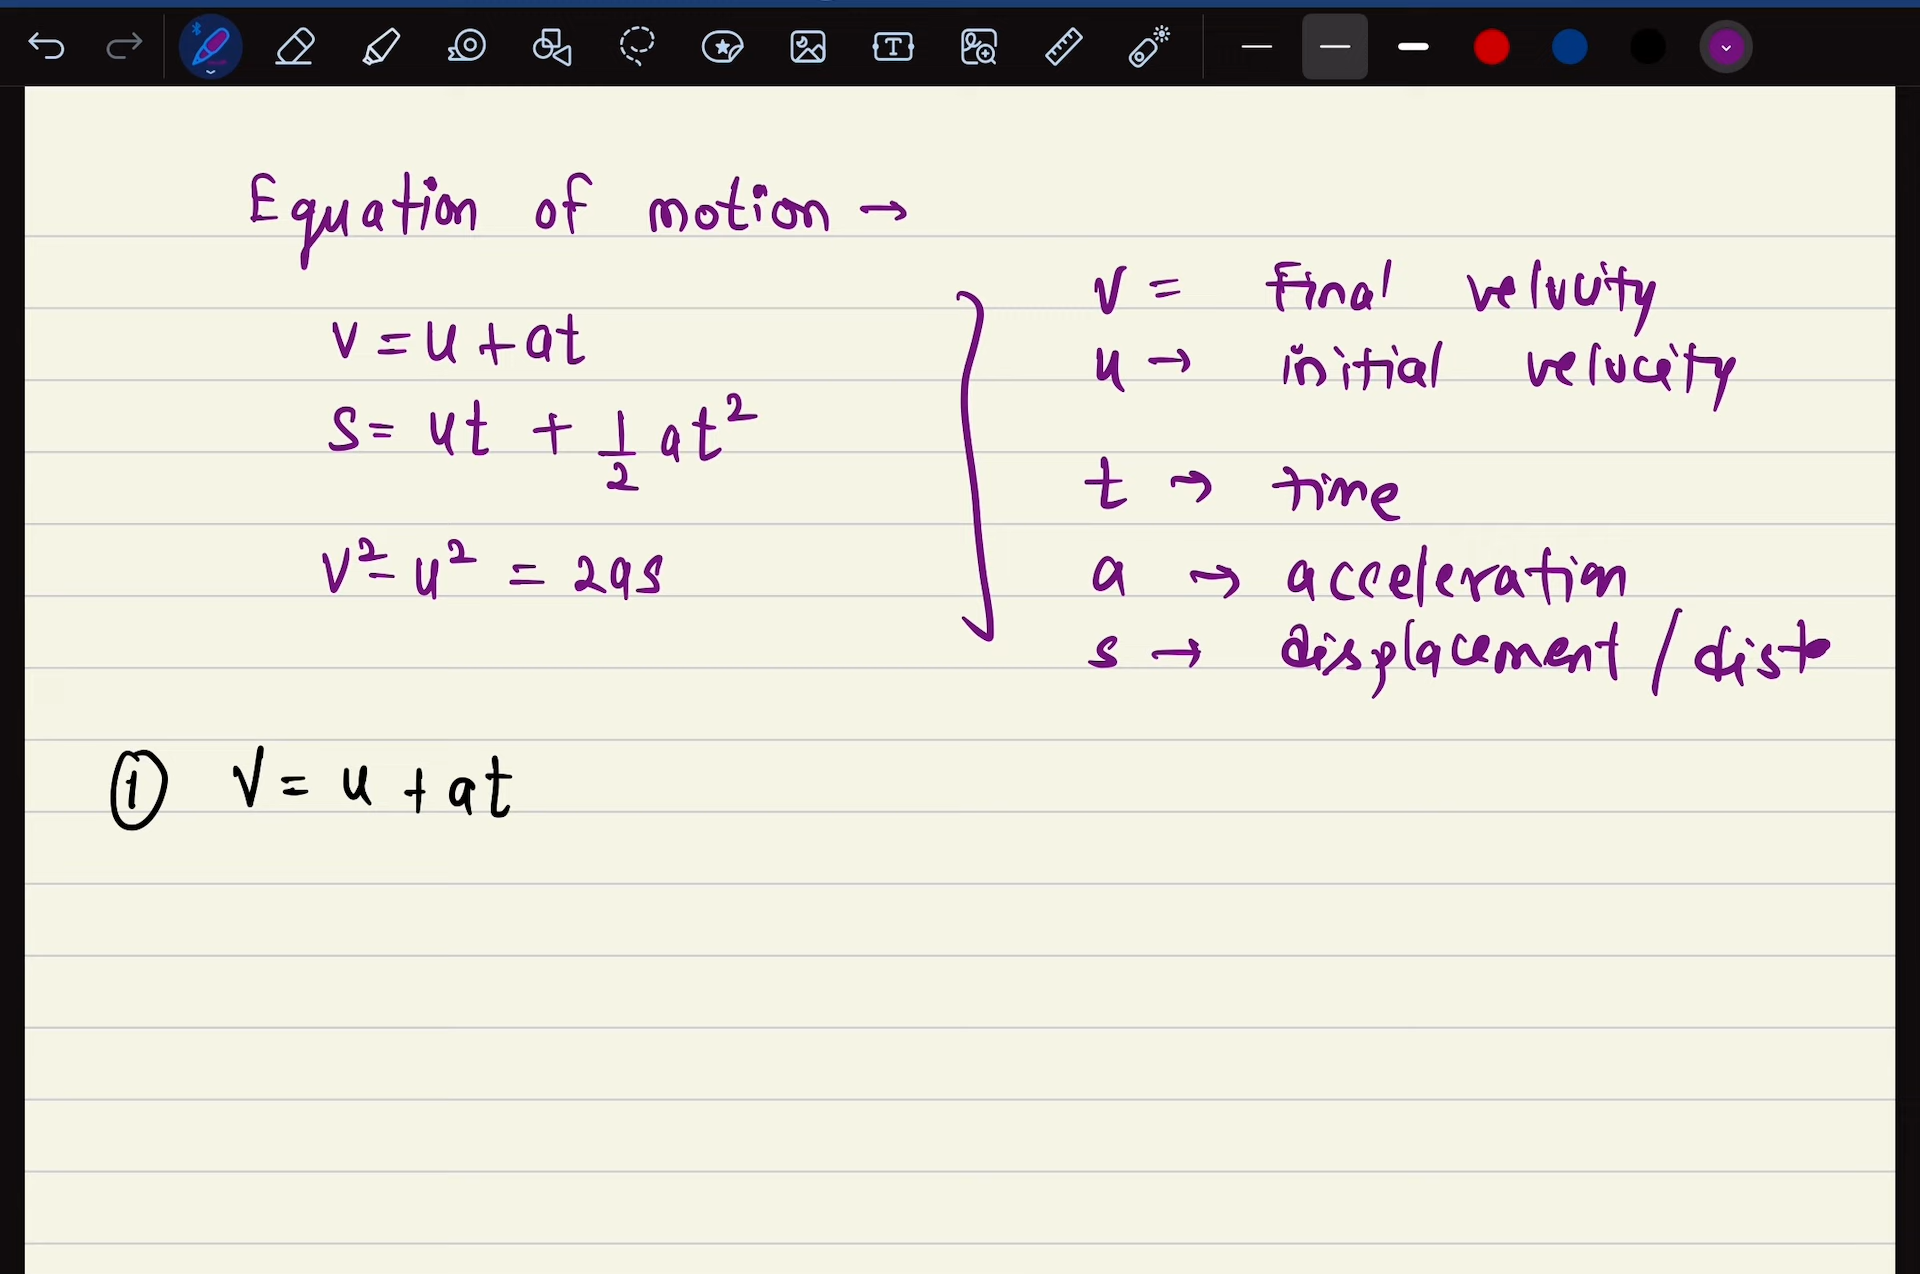 Equation of motion →
v = u + at
s = ut + 1/2 at²
v² - u² = 2as
v = Final velocity
u → initial velocity
t → time
a → acceleration
s → displacement / dist
① v = u + at